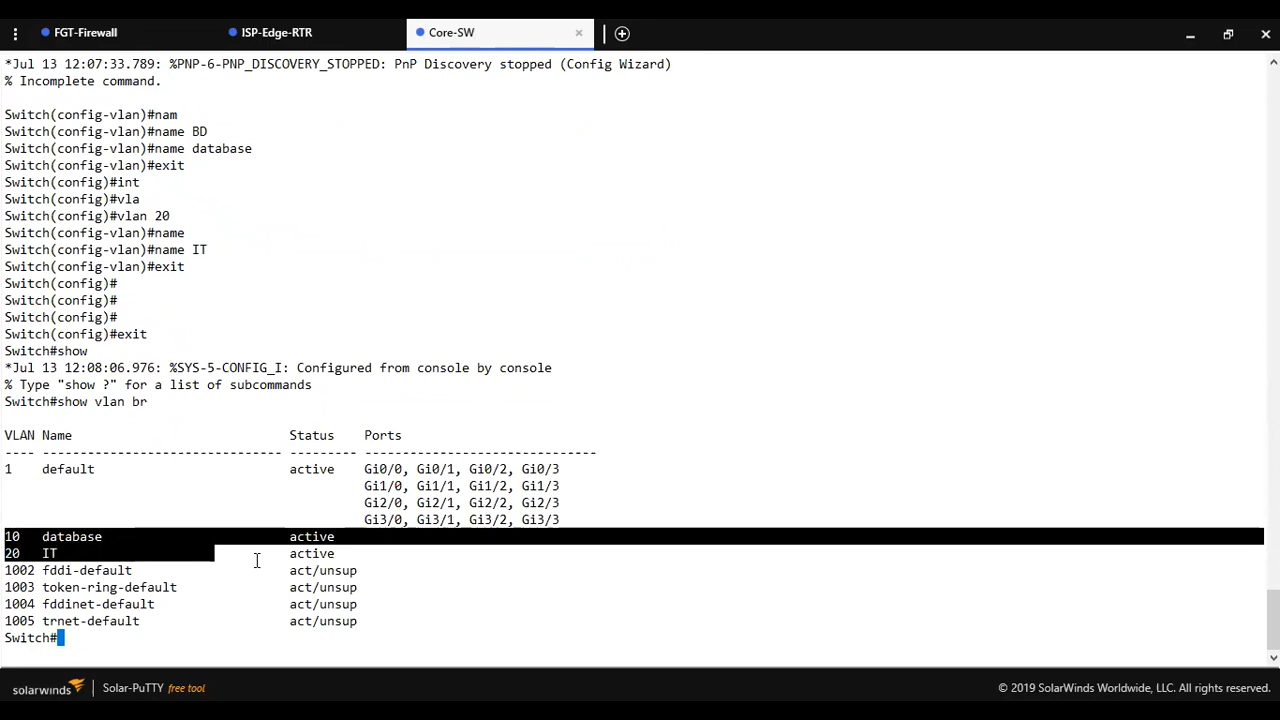 FGT-Firewall ISP-Edge-RTR Core-SW
*Jul 13 12:07:33.789: %PNP-6-PNP_DISCOVERY_STOPPED: PnP Discovery stopped (Config Wizard)
% Incomplete command.
Switch(config-vlan)#nam
Switch(config-vlan)#name BD
Switch(config-vlan)#name database
Switch(config-vlan)#exit
Switch(config)#int
Switch(config)#vla
Switch(config)#vlan 20
Switch(config-vlan)#name
Switch(config-vlan)#name IT
Switch(config-vlan)#exit
Switch(config)#
Switch(config)#
Switch(config)#
Switch(config)#exit
Switch#show
*Jul 13 12:08:06.976: %SYS-5-CONFIG_I: Configured from console by console
% Type "show ?" for a list of subcommands
Switch#show vlan br
VLAN Name Status Ports
---- -------------------------------- --------- -------------------------------
1 default active Gi0/0, Gi0/1, Gi0/2, Gi0/3
Gi1/0, Gi1/1, Gi1/2, Gi1/3
Gi2/0, Gi2/1, Gi2/2, Gi2/3
Gi3/0, Gi3/1, Gi3/2, Gi3/3
10 database active
20 IT active
1002 fddi-default act/unsup
1003 token-ring-default act/unsup
1004 fddinet-default act/unsup
1005 trnet-default act/unsup
Switch#
solarwinds Solar-PuTTY free tool © 2019 SolarWinds Worldwide, LLC. All rights reserved.